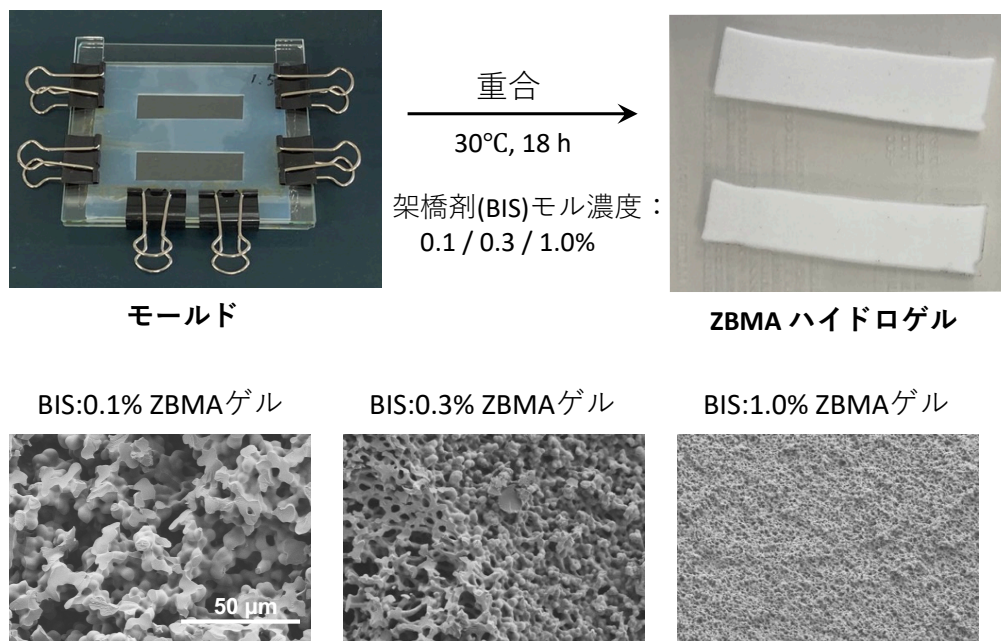 1.5
重合
30℃, 18 h
架橋剤(BIS)モル濃度：
0.1 / 0.3 / 1.0%
モールド
ZBMA ハイドロゲル
BIS:0.1% ZBMAゲル
BIS:0.3% ZBMAゲル
BIS:1.0% ZBMAゲル
50 μm